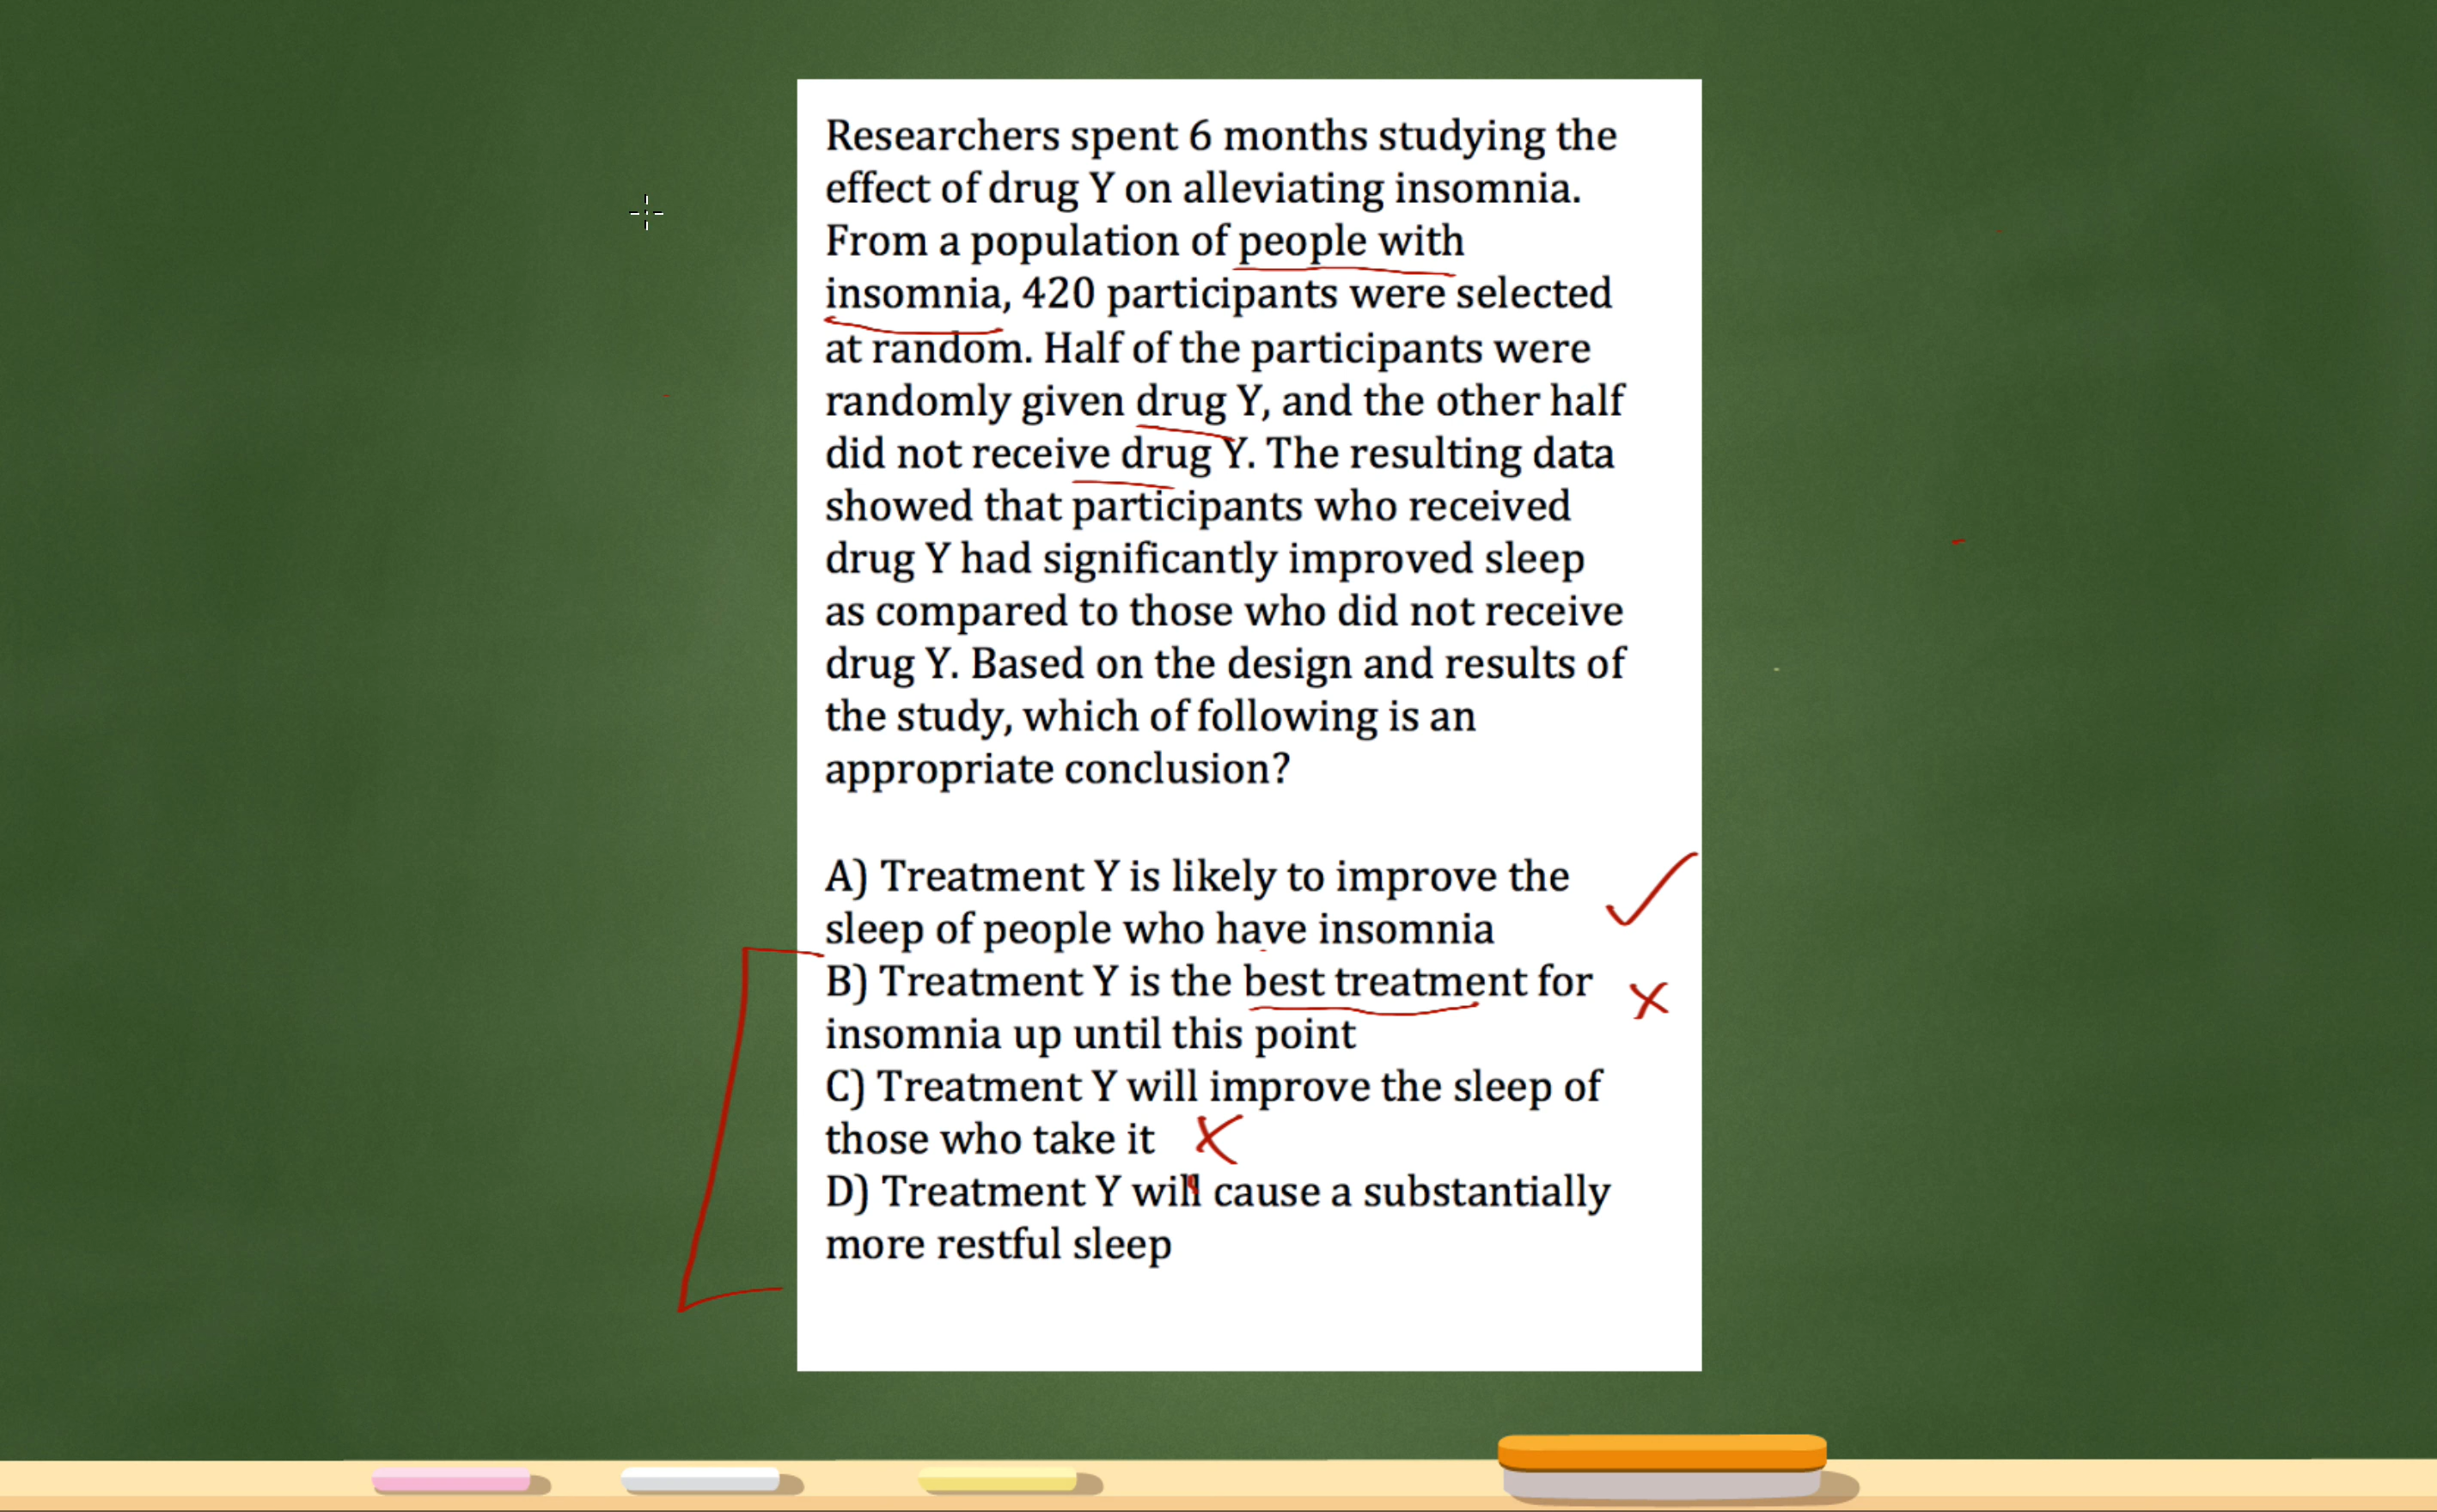 Researchers spent 6 months studying the
effect of drug Y on alleviating insomnia.
From a population of people with
insomnia, 420 participants were selected
at random. Half of the participants were
randomly given drug Y, and the other half
did not receive drug Y. The resulting data
showed that participants who received
drug Y had significantly improved sleep
as compared to those who did not receive
drug Y. Based on the design and results of
the study, which of following is an
appropriate conclusion?
A) Treatment Y is likely to improve the
sleep of people who have insomnia
B) Treatment Y is the best treatment for
insomnia up until this point
C) Treatment Y will improve the sleep of
those who take it
D) Treatment Y will cause a substantially
more restful sleep